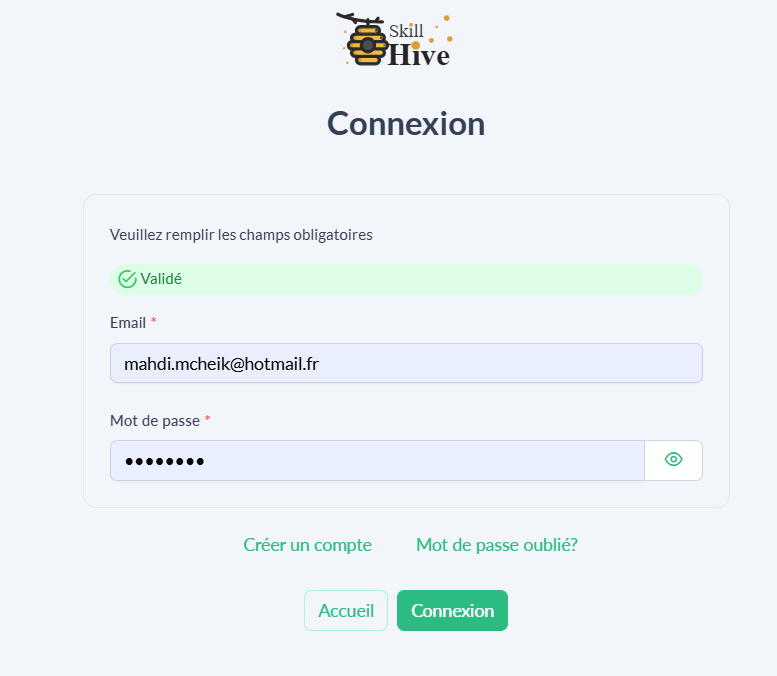 Skill
Hive
Connexion
Veuillez remplir les champs obligatoires
Validé
Email *
mahdi.mcheik@hotmail.fr
Mot de passe *
••••••••
Créer un compte
Mot de passe oublié?
Accueil
Connexion